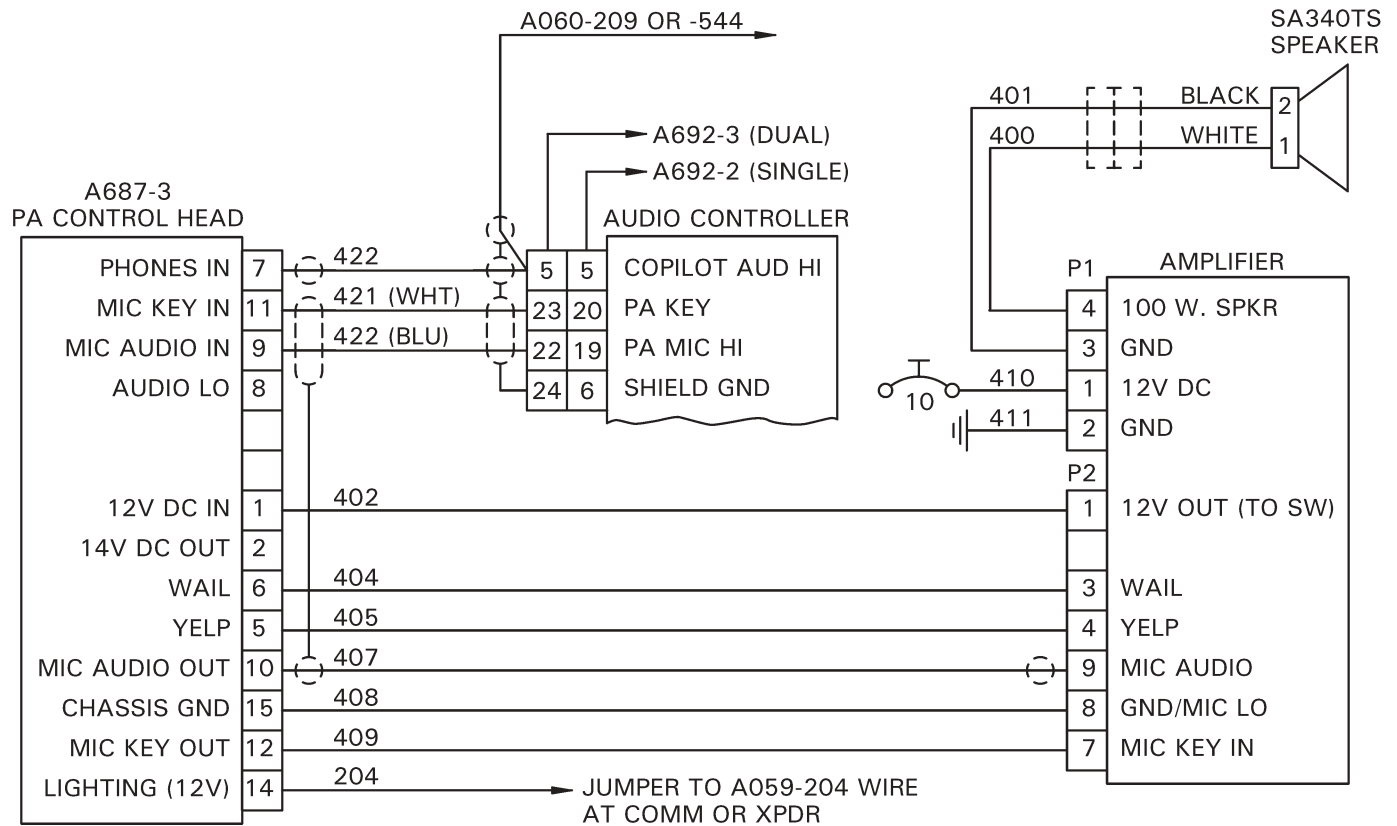 A060-209 OR -544
SA340TS
SPEAKER
401
BLACK
2
400
WHITE
1
A692-3 (DUAL)
A692-2 (SINGLE)
A687-3
PA CONTROL HEAD
AUDIO CONTROLLER
PHONES IN 7 422 5 5 COPILOT AUD HI
MIC KEY IN 11 421 (WHT) 23 20 PA KEY
MIC AUDIO IN 9 422 (BLU) 22 19 PA MIC HI
AUDIO LO 8 24 6 SHIELD GND
P1 AMPLIFIER
4 100 W. SPKR
3 GND
10 410 1 12V DC
411 2 GND
P2
12V DC IN 1 402 1 12V OUT (TO SW)
14V DC OUT 2
WAIL 6 404 3 WAIL
YELP 5 405 4 YELP
MIC AUDIO OUT 10 407 9 MIC AUDIO
CHASSIS GND 15 408 8 GND/MIC LO
MIC KEY OUT 12 409 7 MIC KEY IN
LIGHTING (12V) 14 204 JUMPER TO A059-204 WIRE
AT COMM OR XPDR